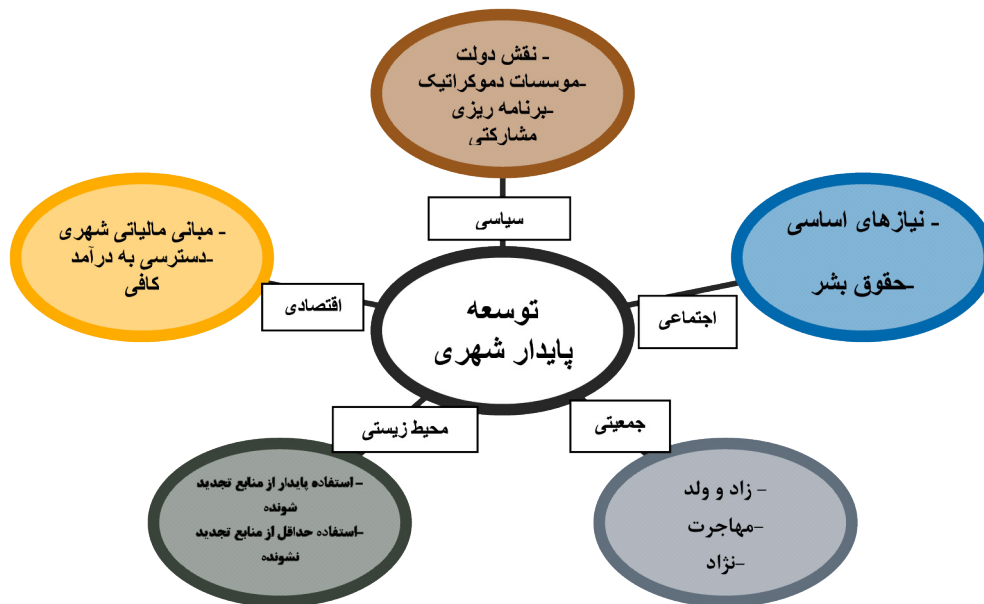 - نقش دولت
-موسسات دموکراتیک
-برنامه ریزی
مشارکتی
سیاسی
- نیازهای اساسی
-حقوق بشر
اجتماعی
- مبانی مالیاتی شهری
-دسترسی به درآمد
کافی
اقتصادی
توسعه
پایدار شهری
جمعیتی
- زاد و ولد
-مهاجرت
-نژاد
محیط زیستی
- استفاده پایدار از منابع تجدید
شونده
-استفاده حداقل از منابع تجدید
نشونده